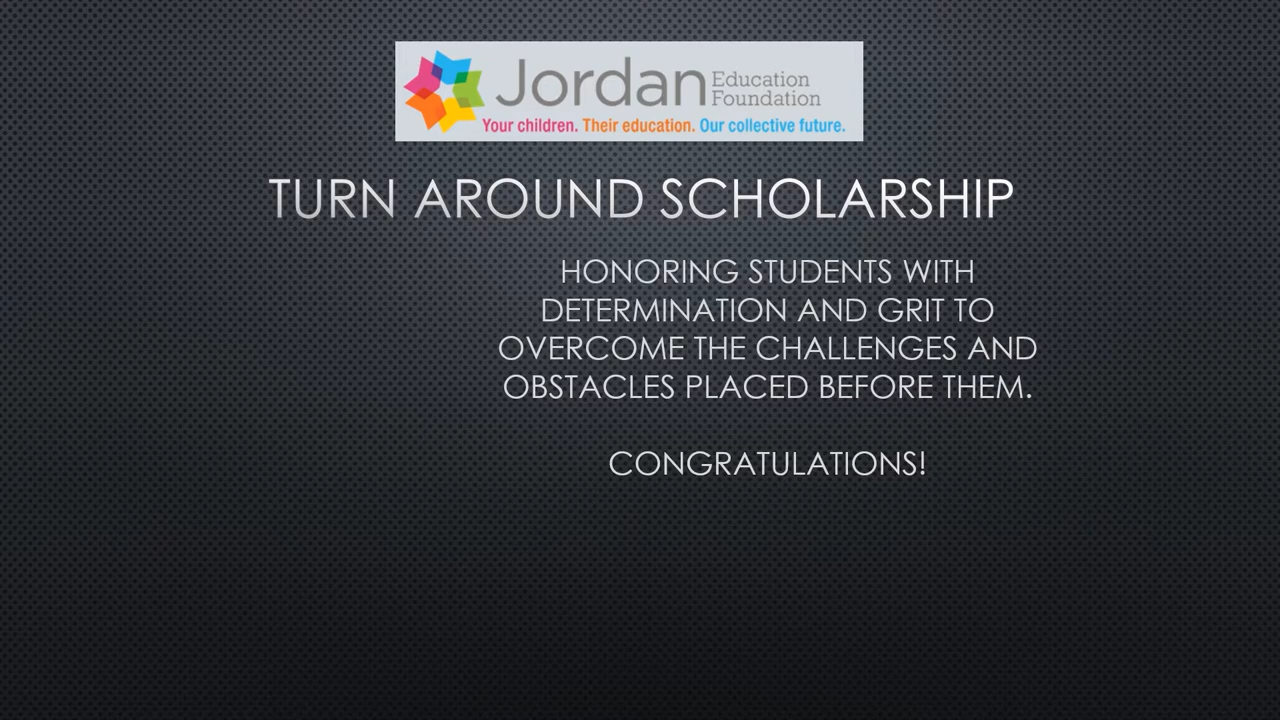 Jordan Education Foundation
Your children. Their education. Our collective future.
TURN AROUND SCHOLARSHIP
HONORING STUDENTS WITH
DETERMINATION AND GRIT TO
OVERCOME THE CHALLENGES AND
OBSTACLES PLACED BEFORE THEM.
CONGRATULATIONS!